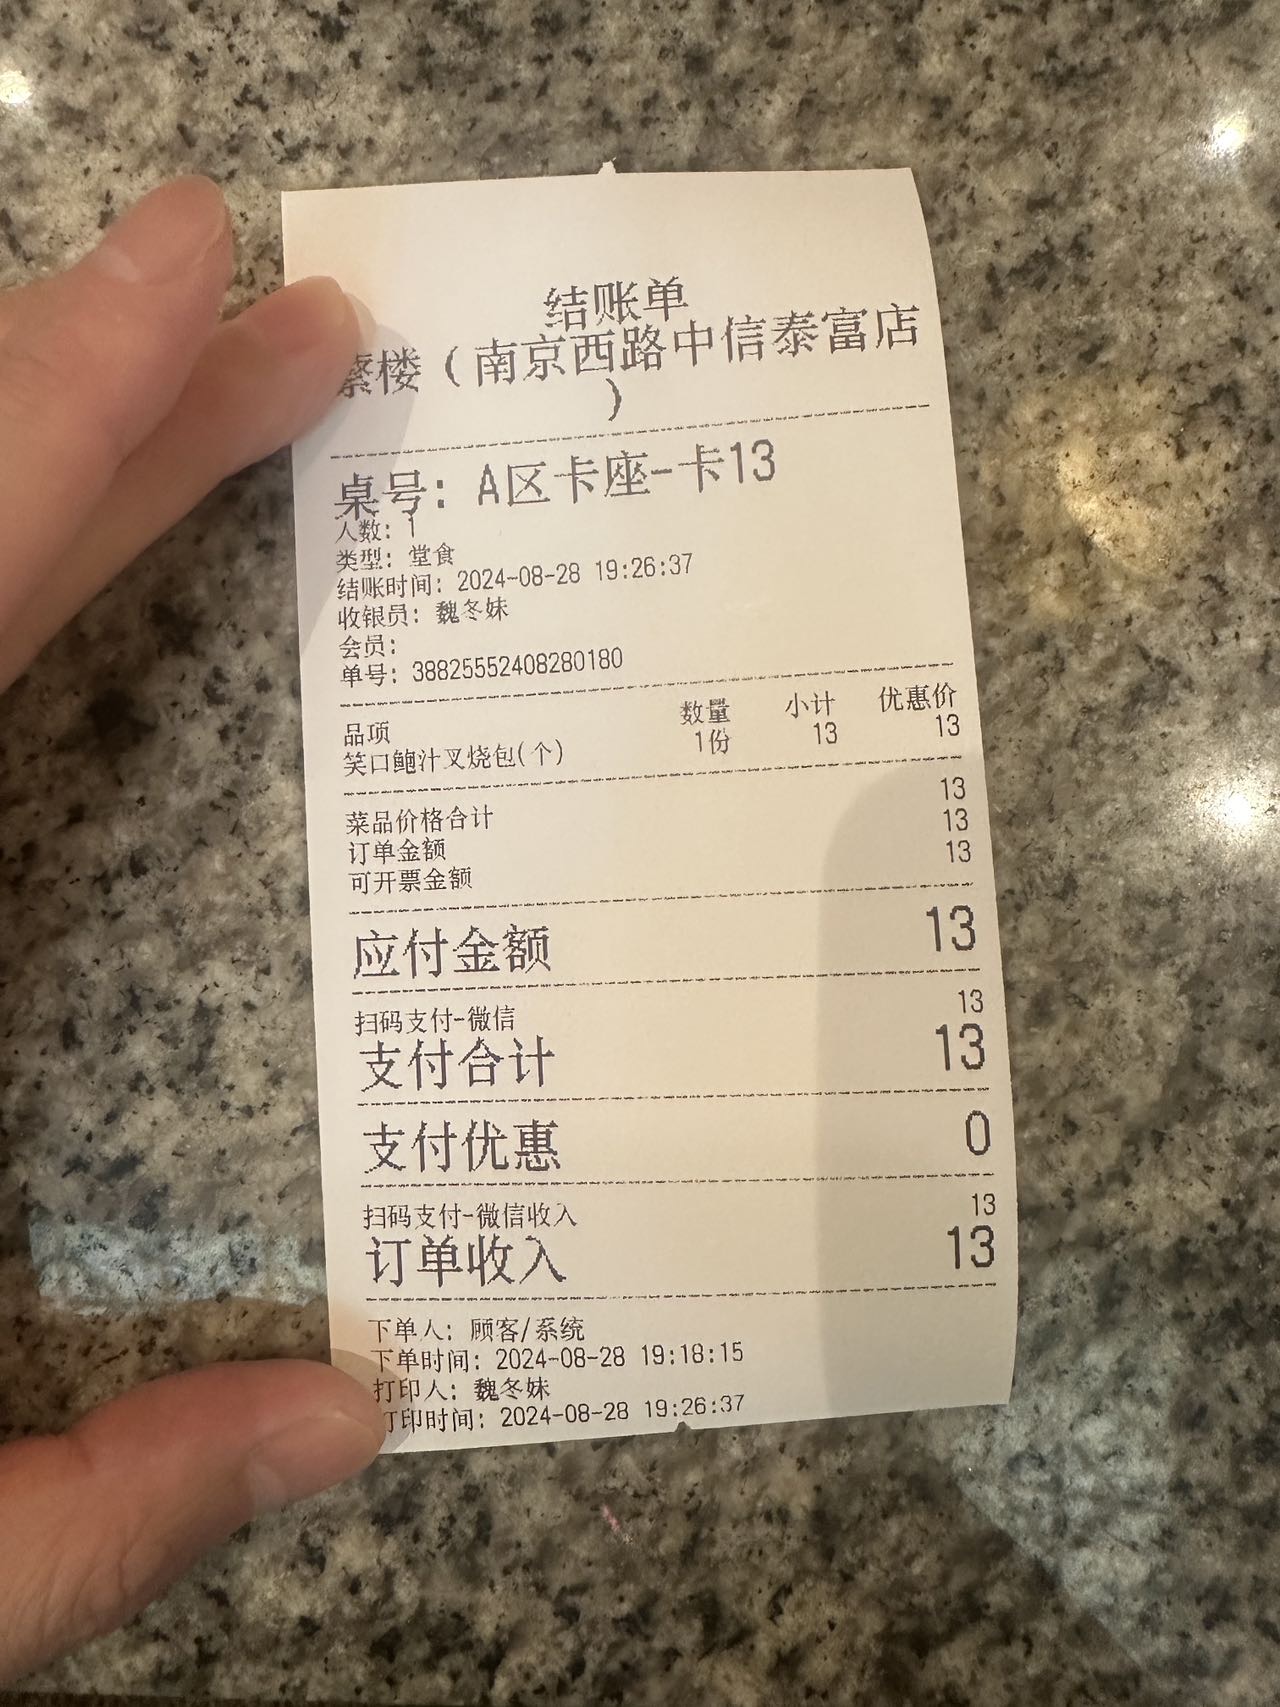 结账单
楼（南京西路中信泰富店
）
桌号: A区卡座-卡13
人数: 1
类型: 堂食
结账时间: 2024-08-28 19:26:37
收银员: 魏冬妹
会员:
单号: 38825552408280180
品项 数量 小计 优惠价
笑口鲍汁叉烧包(个) 1份 13 13
菜品价格合计 13
订单金额 13
可开票金额 13
应付金额 13
扫码支付-微信 13
支付合计 13
支付优惠 0
扫码支付-微信收入 13
订单收入 13
下单人: 顾客/系统
下单时间: 2024-08-28 19:18:15
打印人: 魏冬妹
打印时间: 2024-08-28 19:26:37